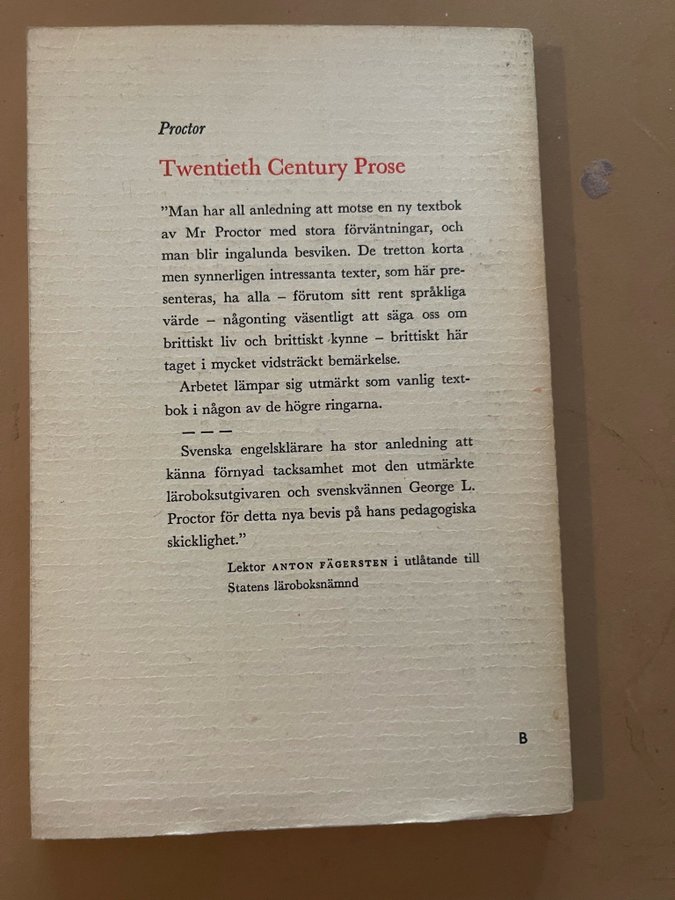 Proctor
Twentieth Century Prose
”Man har all anledning att motse en ny textbok
av Mr Proctor med stora förväntningar, och
man blir ingalunda besviken. De tretton korta
men synnerligen intressanta texter, som här pre-
senteras, ha alla – förutom sitt rent språkliga
värde – någonting väsentligt att säga oss om
brittiskt liv och brittiskt kynne – brittiskt här
taget i mycket vidsträckt bemärkelse.
Arbetet lämpar sig utmärkt som vanlig text-
bok i någon av de högre ringarna.
— — —
Svenska engelsklärare ha stor anledning att
känna förnyad tacksamhet mot den utmärkte
läroboksutgivaren och svenskvännen George L.
Proctor för detta nya bevis på hans pedagogiska
skicklighet.”
Lektor ANTON FÄGERSTEN i utlåtande till
Statens läroboksnämnd
B